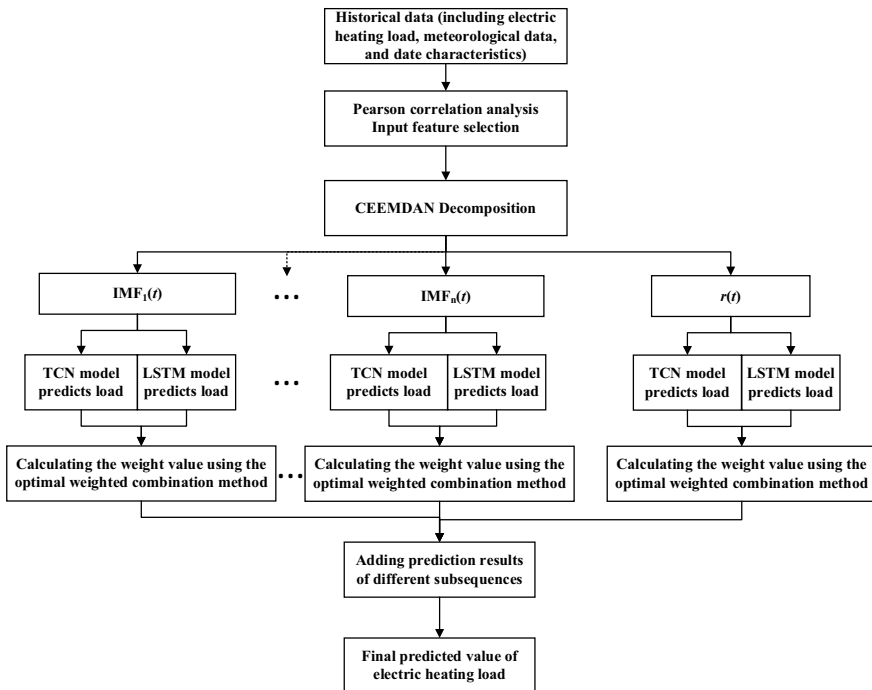 Historical data (including electric
heating load, meteorological data,
and date characteristics)
Pearson correlation analysis
Input feature selection
CEEMDAN Decomposition
IMF₁(t)
...
IMFₙ(t)
r(t)
TCN model
predicts load
LSTM model
predicts load
...
TCN model
predicts load
LSTM model
predicts load
TCN model
predicts load
LSTM model
predicts load
Calculating the weight value using the
optimal weighted combination method
...
Calculating the weight value using the
optimal weighted combination method
Calculating the weight value using the
optimal weighted combination method
Adding prediction results
of different subsequences
Final predicted value of
electric heating load